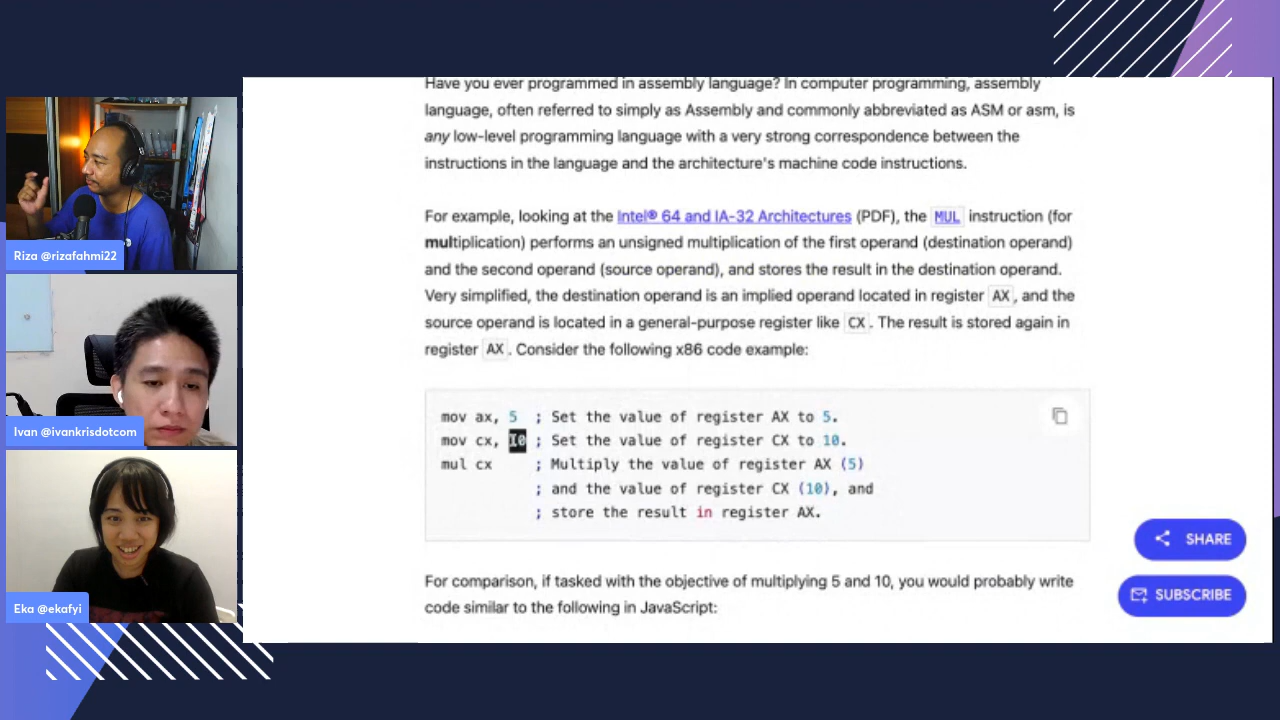 Riza @rizafahmi22
Ivan @ivankrisdotcom
Eka @ekafyi
Have you ever programmed in assembly language? In computer programming, assembly
language, often referred to simply as Assembly and commonly abbreviated as ASM or asm, is
any low-level programming language with a very strong correspondence between the
instructions in the language and the architecture's machine code instructions.
For example, looking at the Intel® 64 and IA-32 Architectures (PDF), the MUL instruction (for
multiplication) performs an unsigned multiplication of the first operand (destination operand)
and the second operand (source operand), and stores the result in the destination operand.
Very simplified, the destination operand is an implied operand located in register AX, and the
source operand is located in a general-purpose register like CX. The result is stored again in
register AX. Consider the following x86 code example:
mov ax, 5 ; Set the value of register AX to 5.
mov cx, 10 ; Set the value of register CX to 10.
mul cx ; Multiply the value of register AX (5)
; and the value of register CX (10), and
; store the result in register AX.
For comparison, if tasked with the objective of multiplying 5 and 10, you would probably write
code similar to the following in JavaScript:
SHARE
SUBSCRIBE